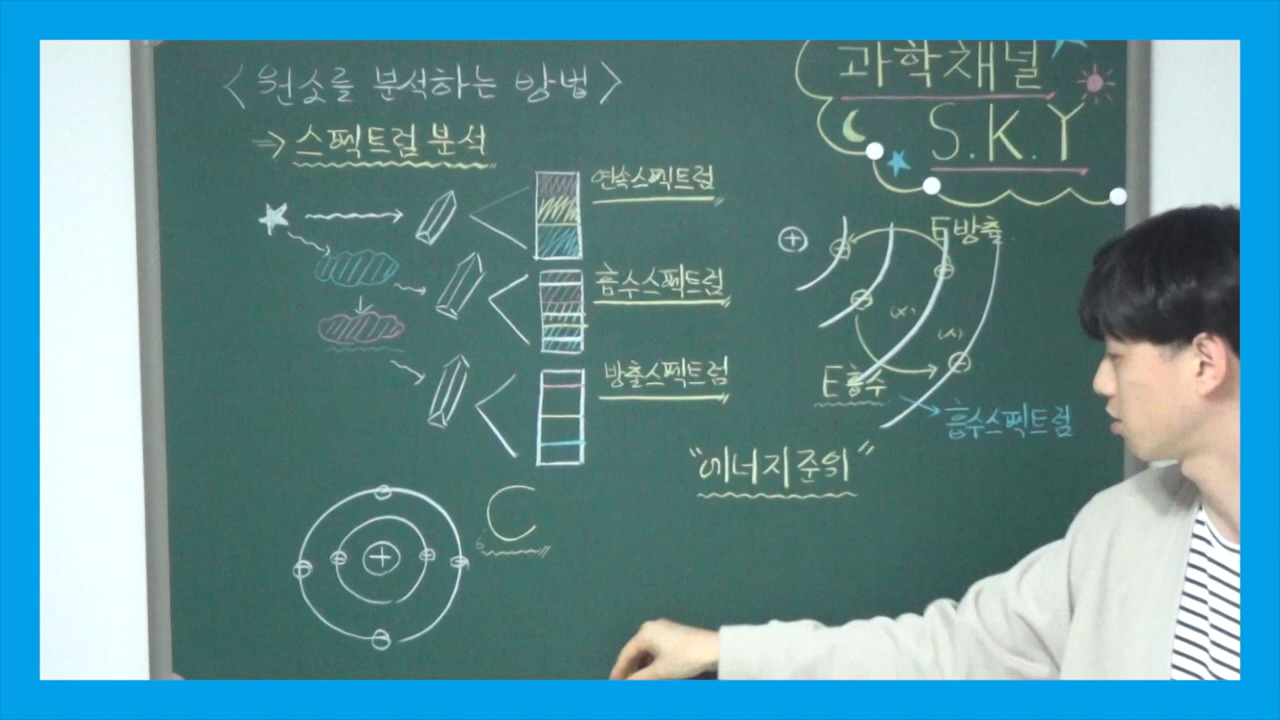 <원소를 분석하는 방법>
⇒ 스펙트럼 분석
연속스펙트럼
흡수스펙트럼
방출스펙트럼
6 C
과학채널
S.K.Y
+
E방출
(X)
E흡수
흡수스펙트럼
"에너지준위"
+